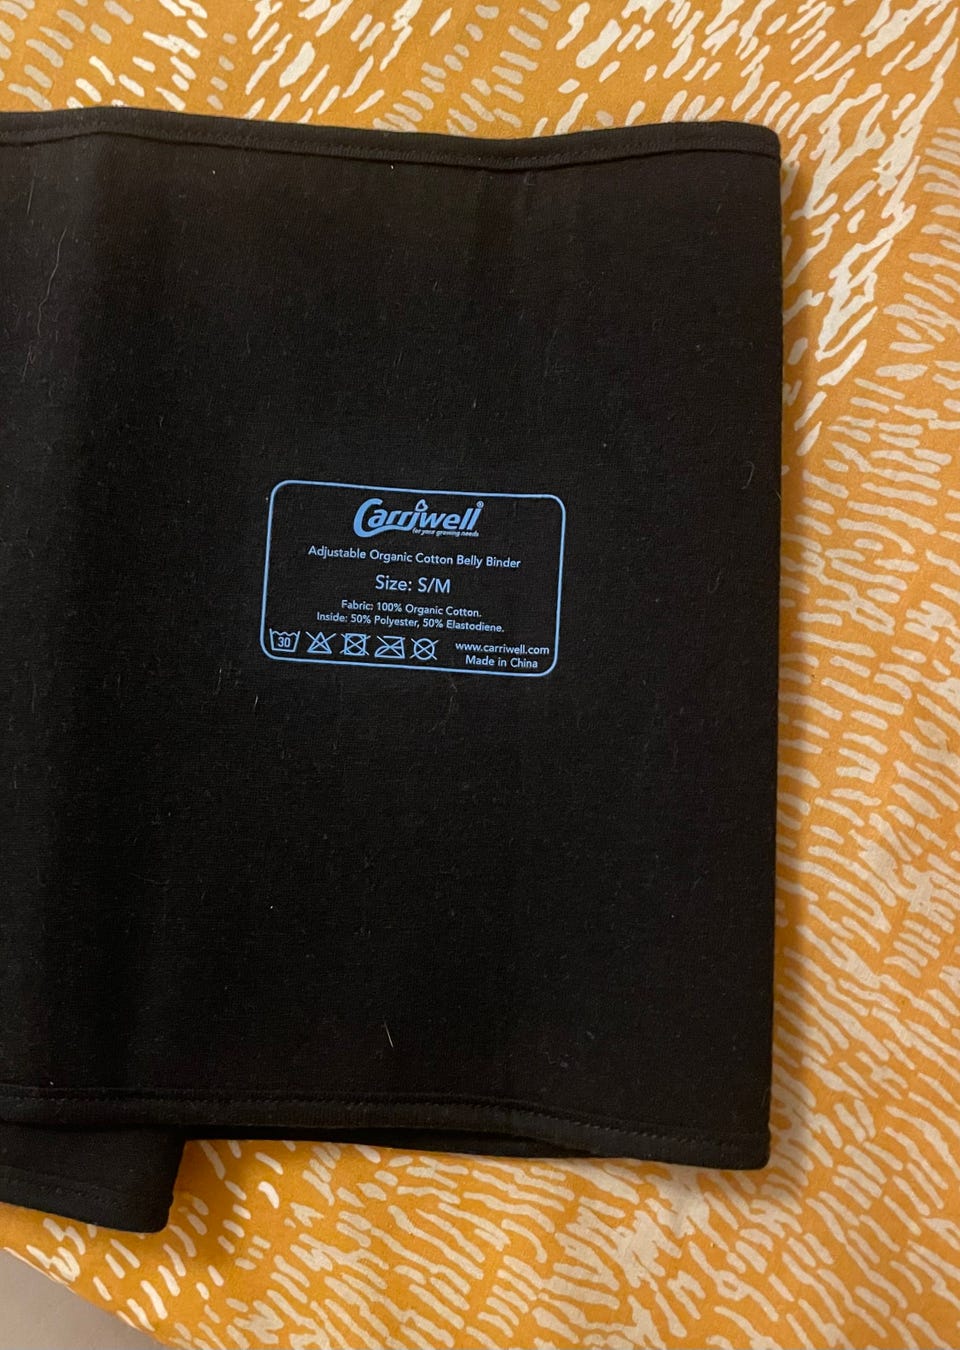 Carriwell®
for your growing needs
Adjustable Organic Cotton Belly Binder
Size: S/M
Fabric: 100% Organic Cotton.
Inside: 50% Polyester, 50% Elastodiene.
30
www.carriwell.com
Made in China